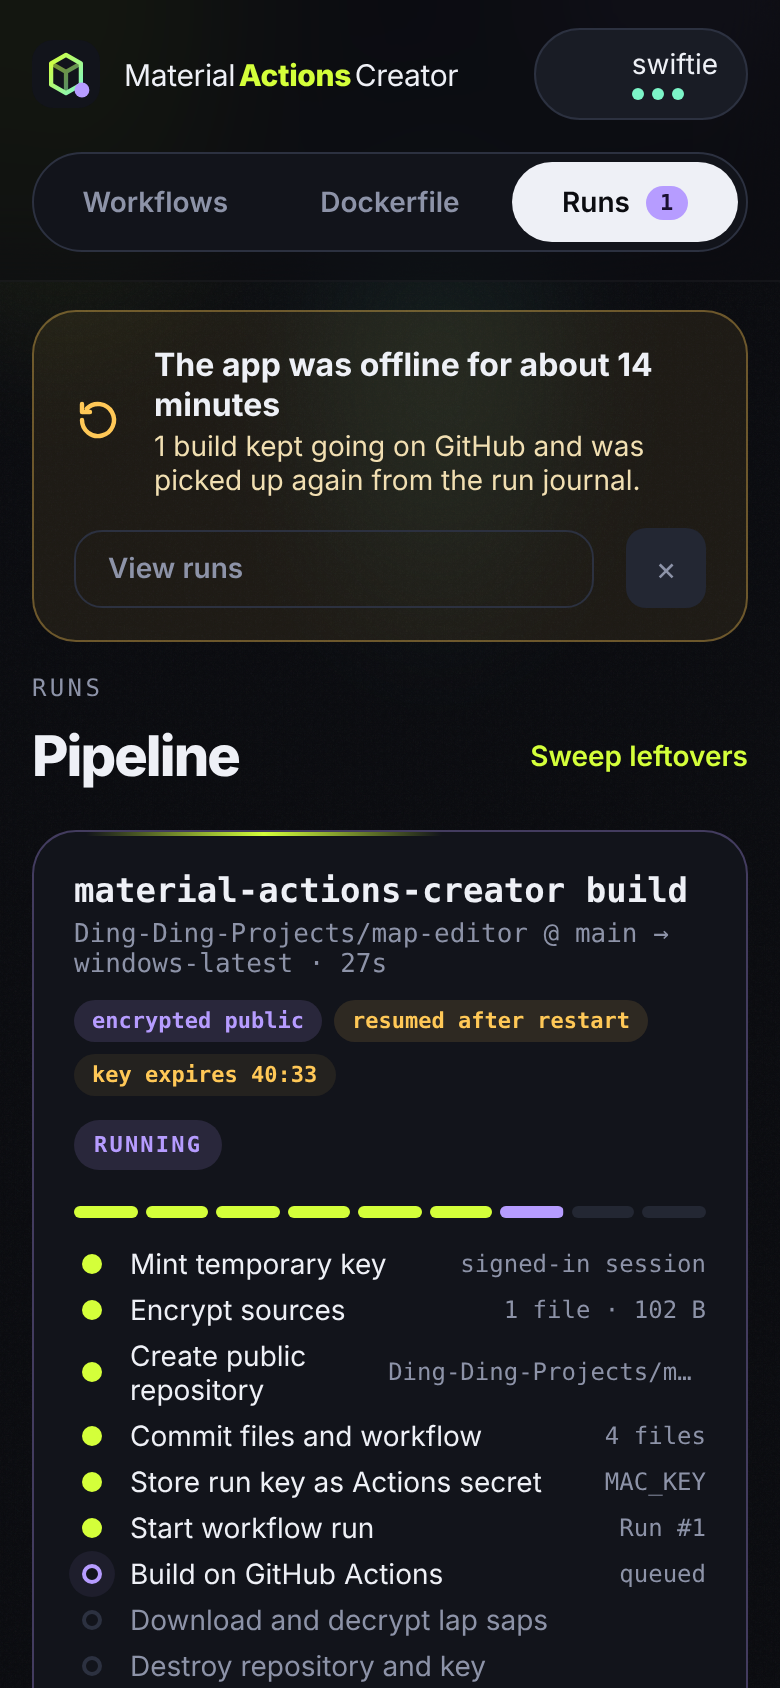 Material Actions Creator
swiftie
Workflows
Dockerfile
Runs 1
The app was offline for about 14
minutes
1 build kept going on GitHub and was
picked up again from the run journal.
View runs
×
RUNS
Pipeline
Sweep leftovers
material-actions-creator build
Ding-Ding-Projects/map-editor @ main →
windows-latest · 27s
encrypted public
resumed after restart
key expires 40:33
RUNNING
Mint temporary key
signed-in session
Encrypt sources
1 file · 102 B
Create public
repository
Ding-Ding-Projects/m…
Commit files and workflow
4 files
Store run key as Actions secret
MAC_KEY
Start workflow run
Run #1
Build on GitHub Actions
queued
Download and decrypt lap saps
Destroy repository and key